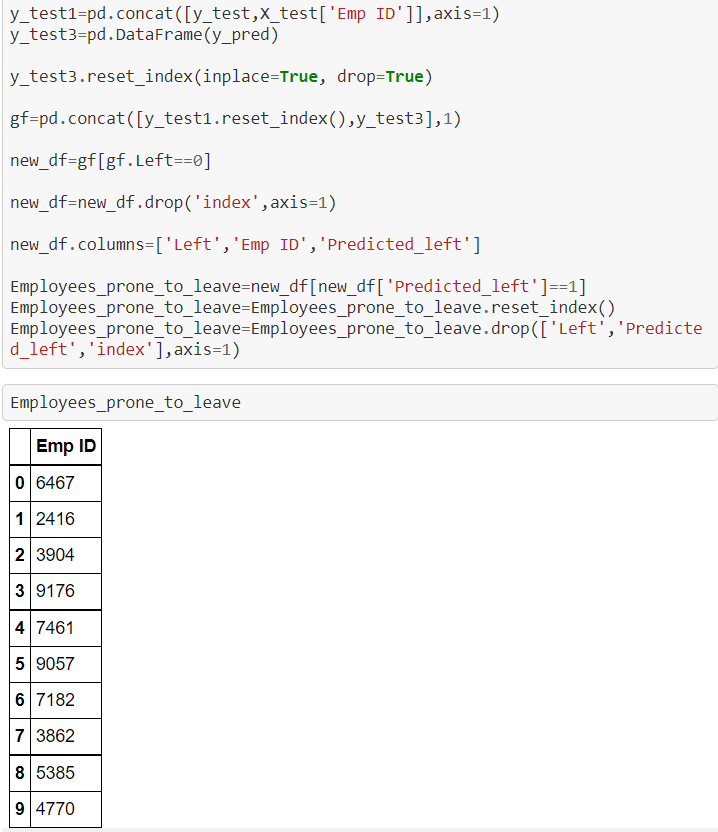 y_test1=pd.concat([y_test,X_test['Emp ID']],axis=1)
y_test3=pd.DataFrame(y_pred)
y_test3.reset_index(inplace=True, drop=True)
gf=pd.concat([y_test1.reset_index(),y_test3],1)
new_df=gf[gf.Left==0]
new_df=new_df.drop('index',axis=1)
new_df.columns=['Left','Emp ID','Predicted_left']
Employees_prone_to_leave=new_df[new_df['Predicted_left']==1]
Employees_prone_to_leave=Employees_prone_to_leave.reset_index()
Employees_prone_to_leave=Employees_prone_to_leave.drop(['Left','Predicte
d_left','index'],axis=1)
Employees_prone_to_leave
Emp ID
0 6467
1 2416
2 3904
3 9176
4 7461
5 9057
6 7182
7 3862
8 5385
9 4770